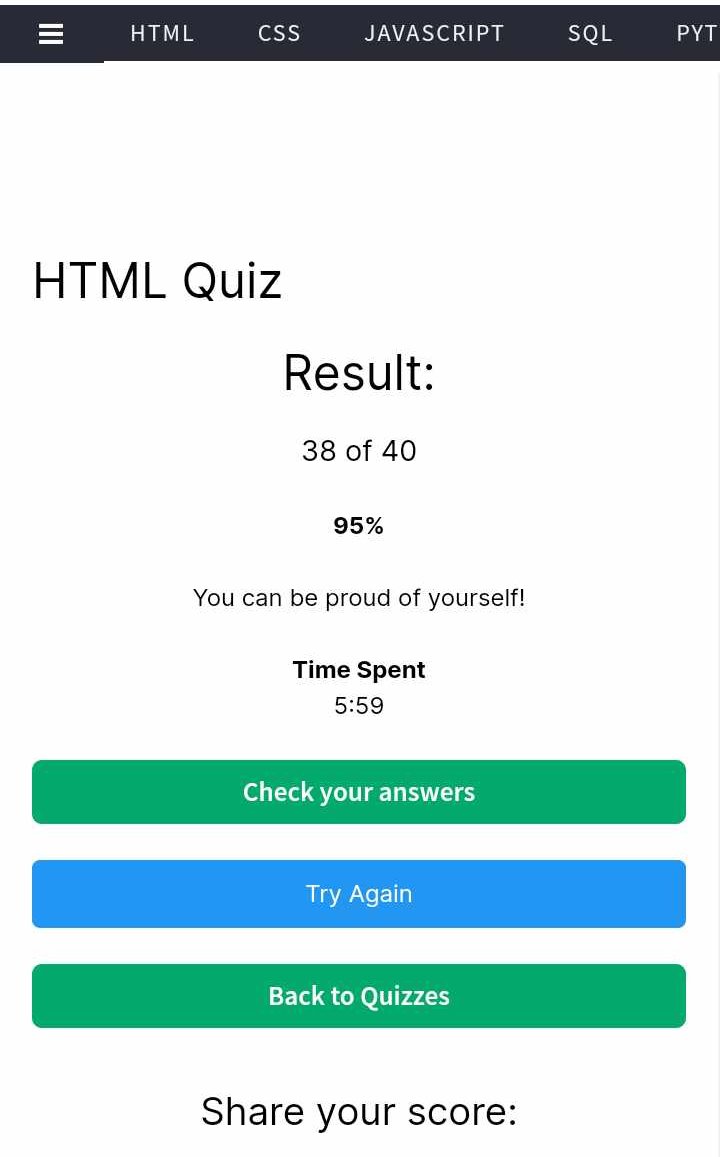 HTML CSS JAVASCRIPT SQL PYT
HTML Quiz
Result:
38 of 40
95%
You can be proud of yourself!
Time Spent
5:59
Check your answers
Try Again
Back to Quizzes
Share your score: